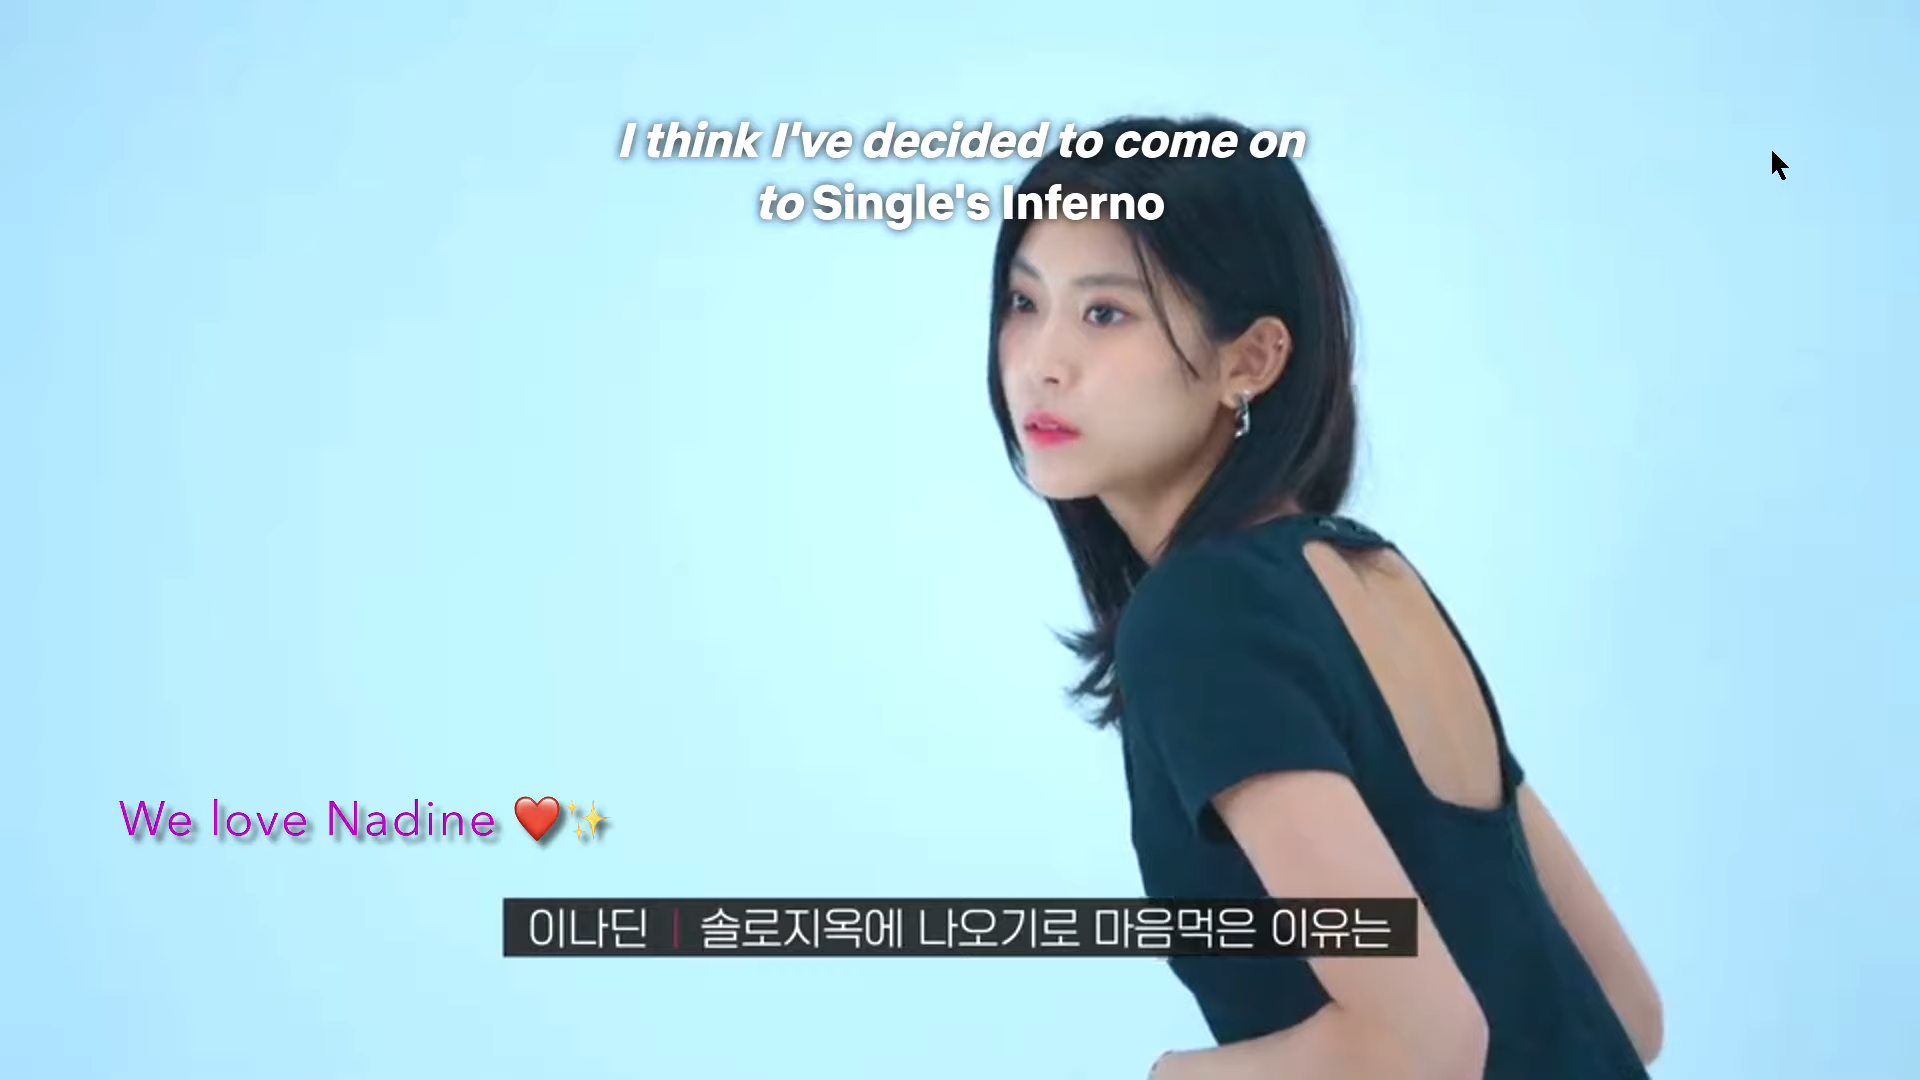 I think I've decided to come on
to Single's Inferno
We love Nadine ❤️✨
이나딘 | 솔로지옥에 나오기로 마음먹은 이유는